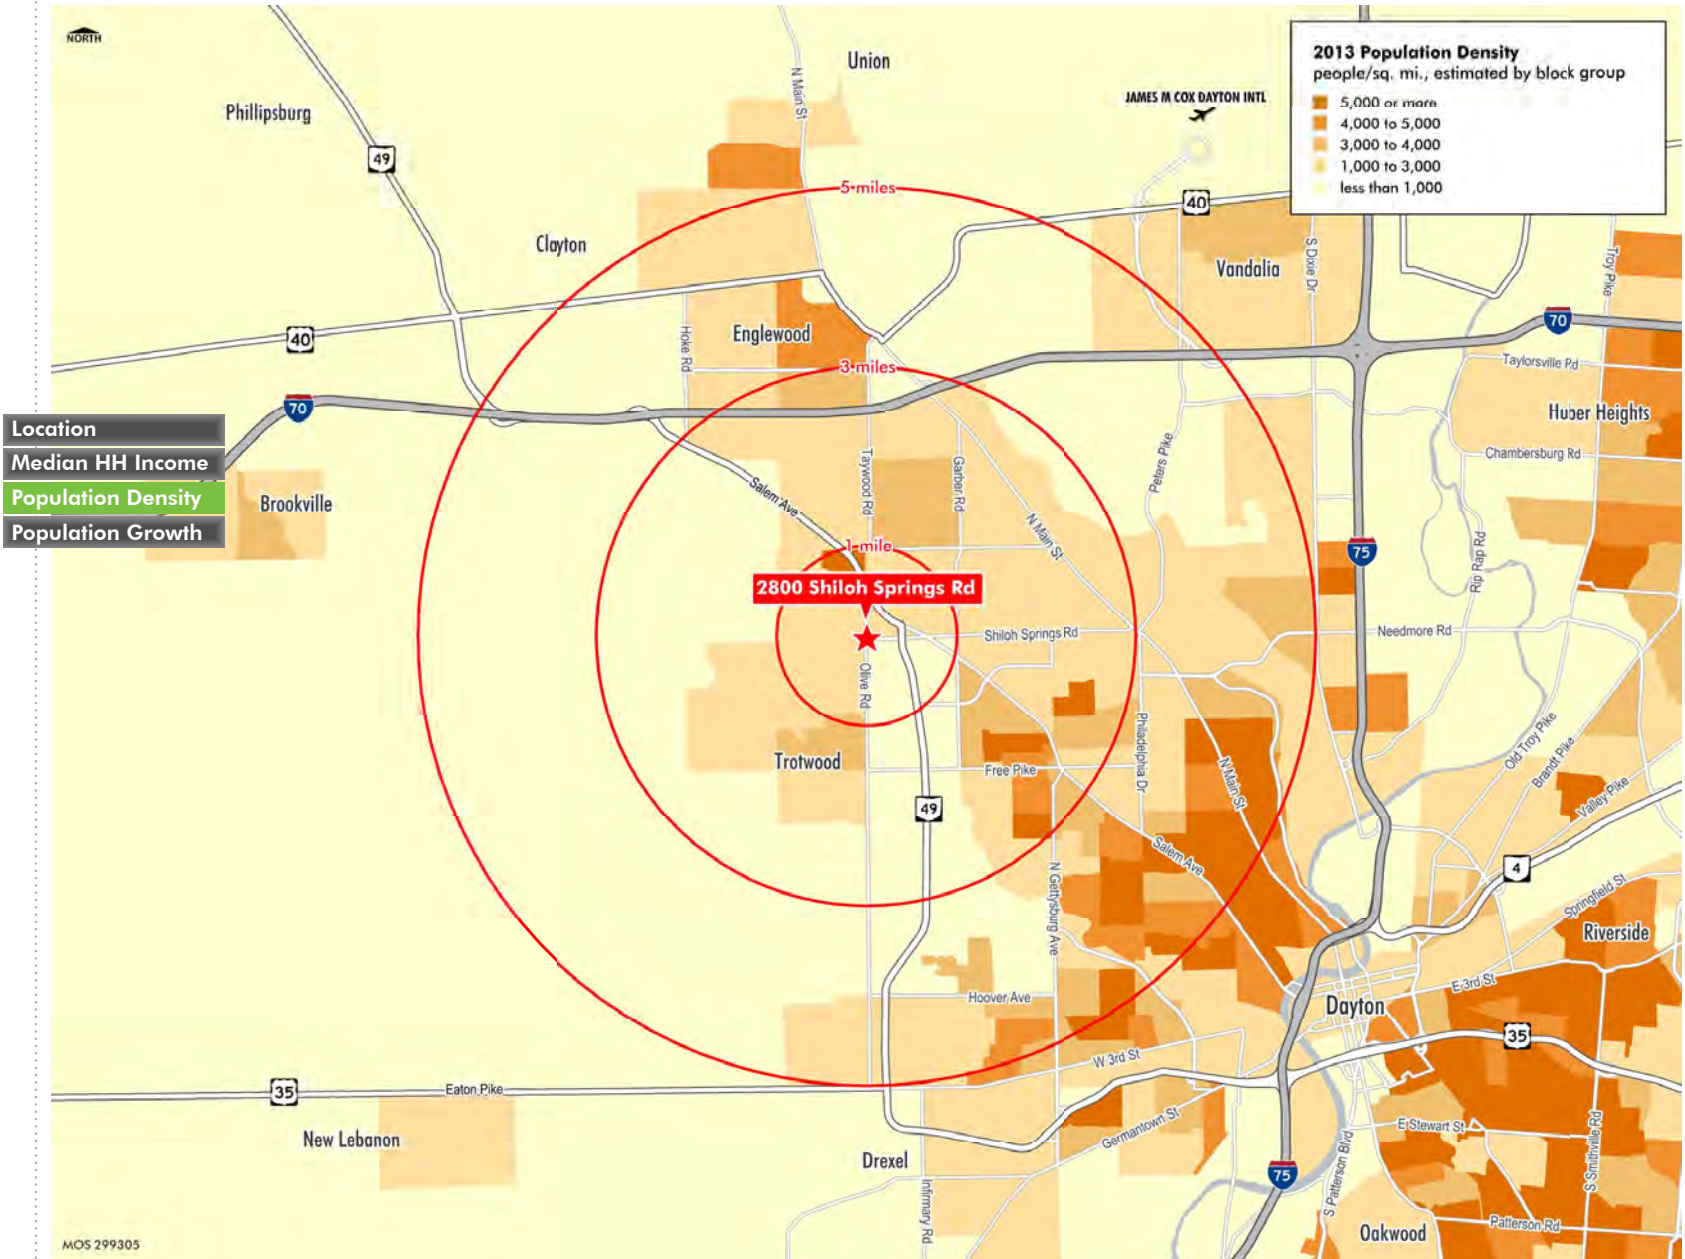 NORTH
Union
2013 Population Density
people/sq. mi., estimated by block group
5,000 or more
4,000 to 5,000
3,000 to 4,000
1,000 to 3,000
less than 1,000
JAMES M COX DAYTON INTL
N Main St
Phillipsburg
49
5 miles
40
Clayton
Vandalia
S Dixie Dr
Troy Pike
70
40
Englewood
Hoke Rd
3 miles
Taylorsville Rd
70
Huber Heights
Location
Median HH Income
Population Density
Population Growth
Chambersburg Rd
Peters Pike
Taywood Rd
Garber Rd
Salem Ave
Brookville
N Main St
1 mile
75
Rip Rap Rd
2800 Shiloh Springs Rd
Shiloh Springs Rd
Needmore Rd
Olive Rd
Philadelphia Dr
Old Troy Pike
Brandt Pike
Trotwood
Free Pike
N Main St
Valley Pike
49
Salem Ave
4
N Gettysburg Ave
Springfield St
Riverside
Hoover Ave
E 3rd St
Dayton
35
W 3rd St
35
Eaton Pike
Germantown St
E Stewart St
New Lebanon
Drexel
S Smithville Rd
75
S Patterson Blvd
Infirmary Rd
Patterson Rd
Oakwood
MOS 299305